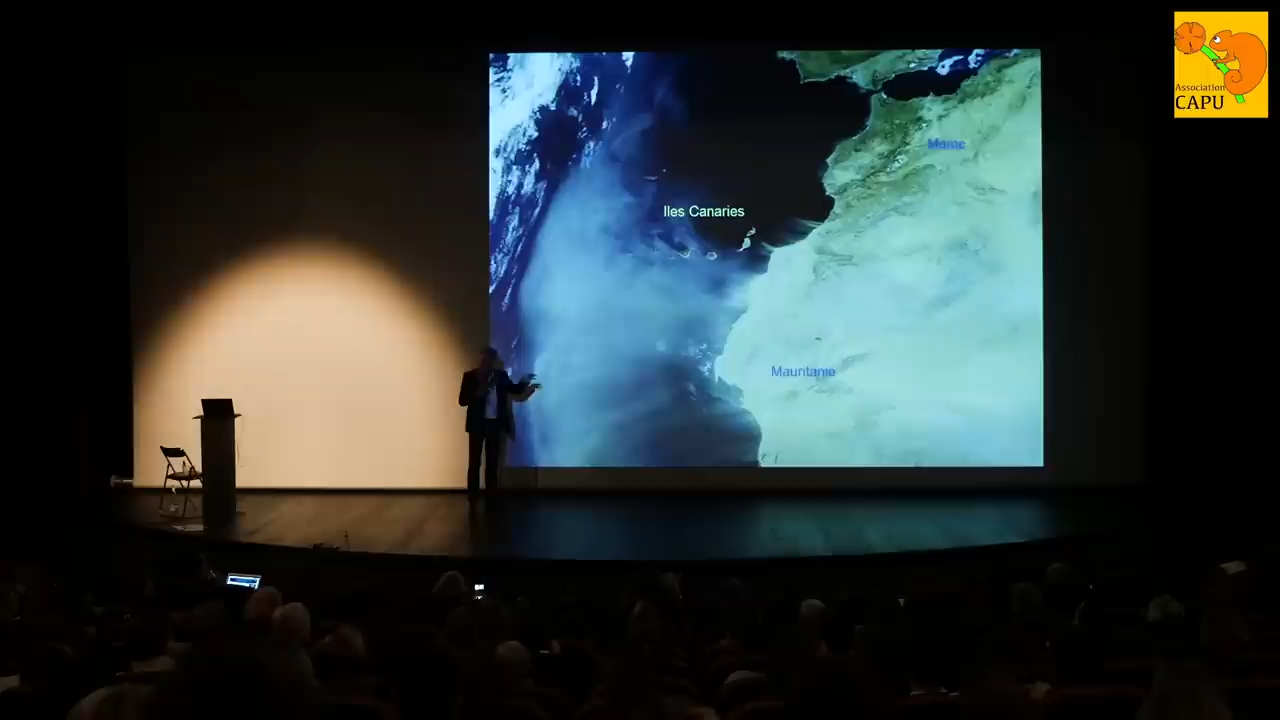 Association
CAPU
Maroc
Iles Canaries
Mauritanie